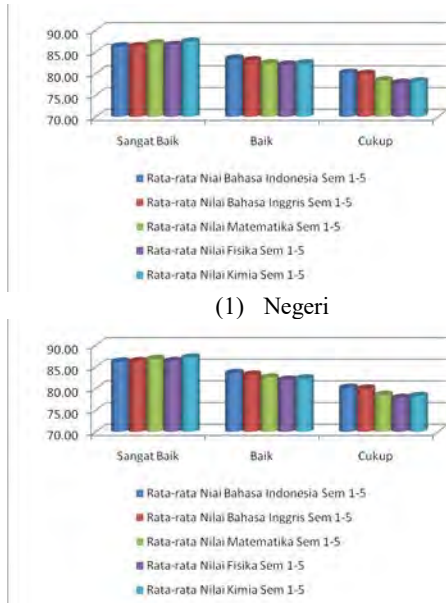 90.00
85.00
80.00
75.00
70.00
Sangat Baik
Baik
Cukup
Rata-rata Niai Bahasa Indonesia Sem 1-5
Rata-rata Nilai Bahasa Inggris Sem 1-5
Rata-rata Nilai Matematika Sem 1-5
Rata-rata Nilai Fisika Sem 1-5
Rata-rata Nilai Kimia Sem 1-5
(1) Negeri
90.00
85.00
80.00
75.00
70.00
Sangat Baik
Baik
Cukup
Rata-rata Niai Bahasa Indonesia Sem 1-5
Rata-rata Nilai Bahasa Inggris Sem 1-5
Rata-rata Nilai Matematika Sem 1-5
Rata-rata Nilai Fisika Sem 1-5
Rata-rata Nilai Kimia Sem 1-5